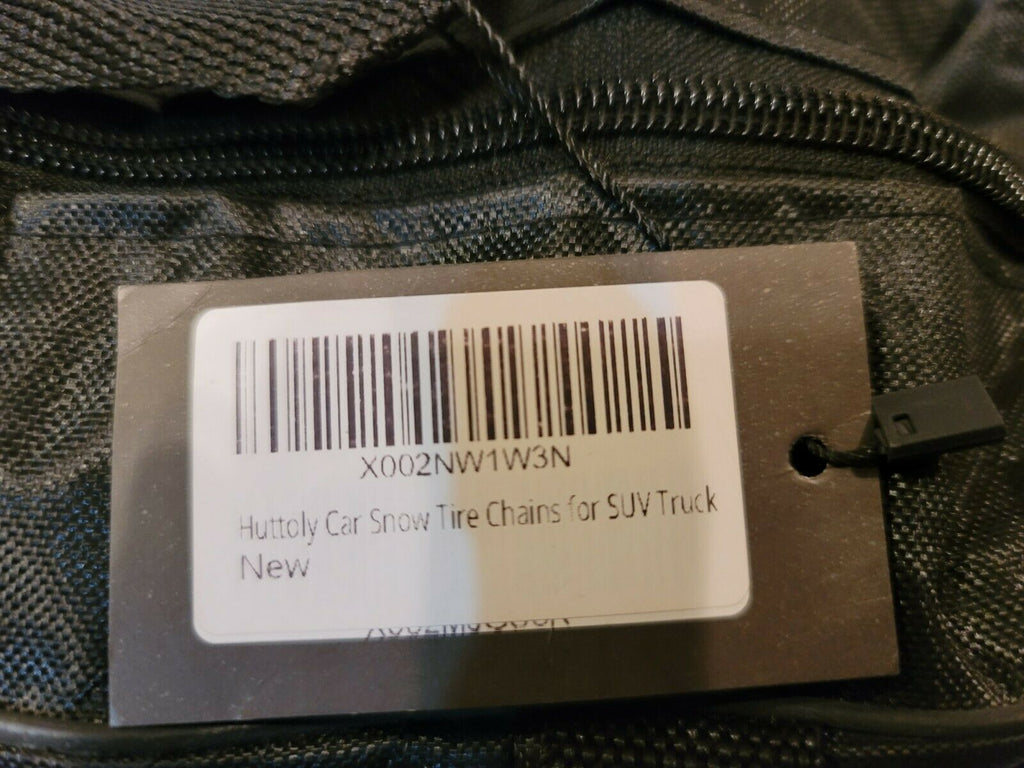 X002NW1W3N
Huttoly Car Snow Tire Chains for SUV Truck
New